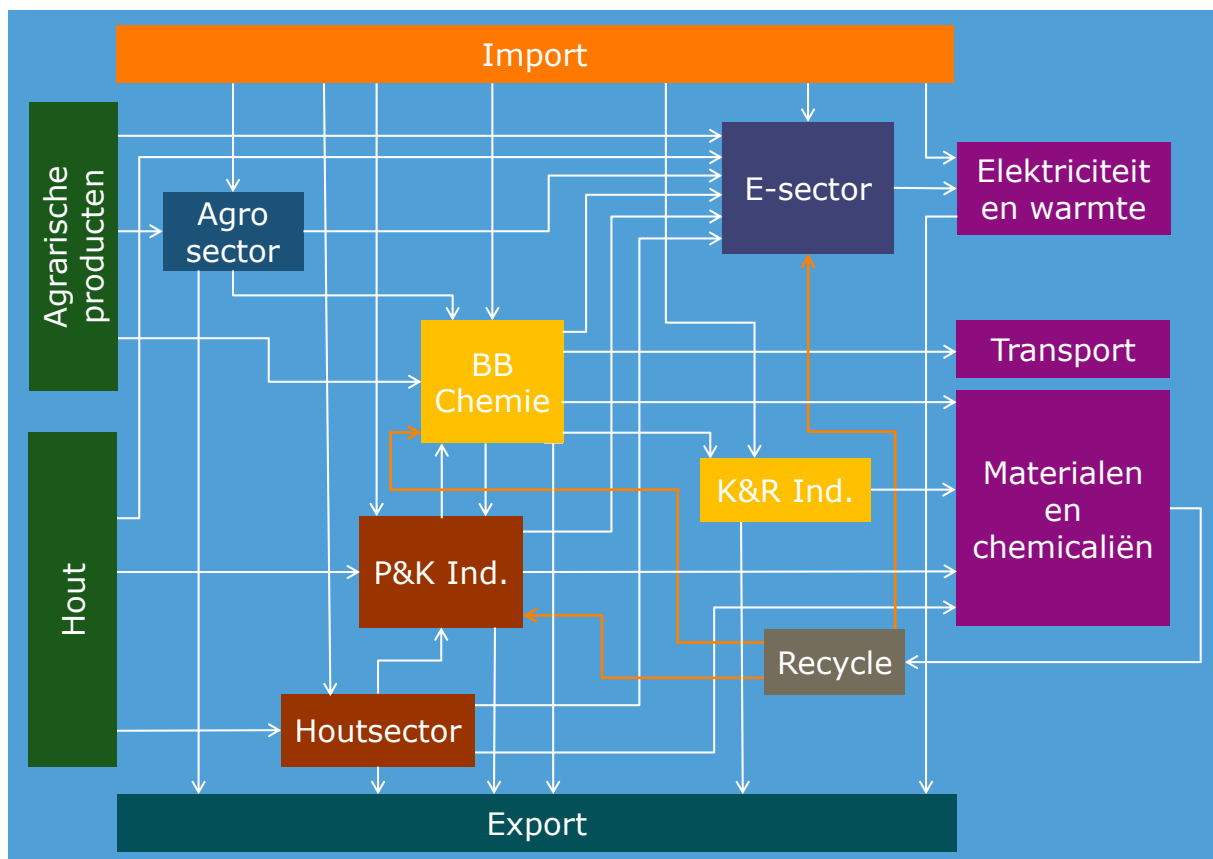 Import
Agrarische
producten
Agro
sector
E-sector
Elektriciteit
en warmte
BB
Chemie
Transport
Hout
K&R Ind.
Materialen
en
chemicaliën
P&K Ind.
Recycle
Houtsector
Export